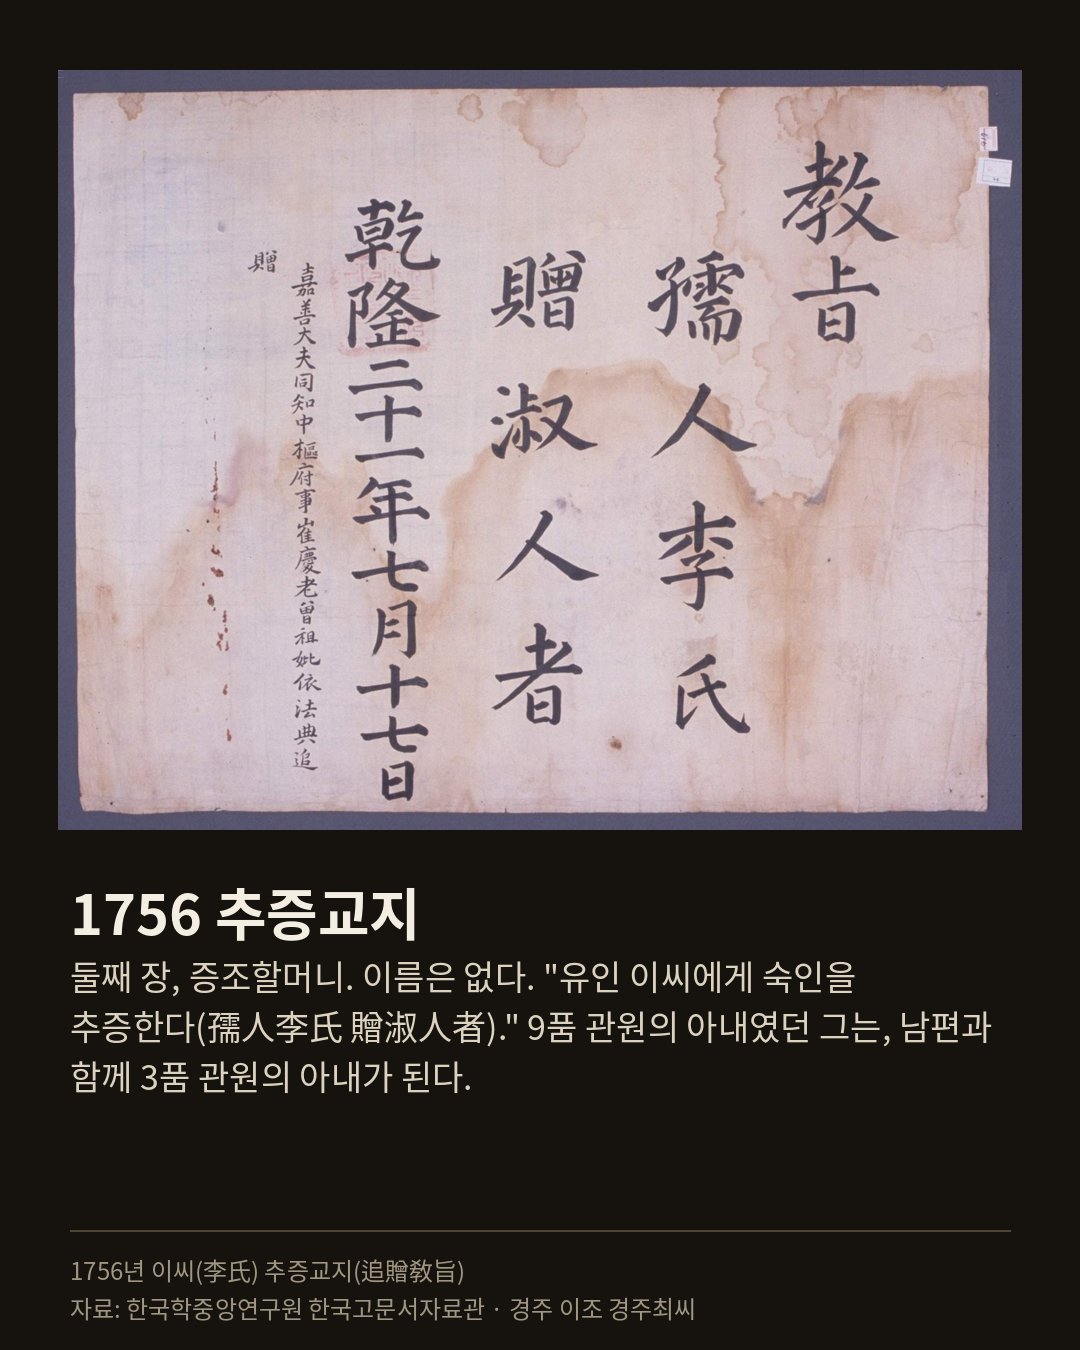 敎旨
孺人李氏
贈淑人者
乾隆二十一年七月十七日
嘉善大夫同知中樞府事崔慶老曾祖妣依法典追
贈
1756 추증교지
둘째 장, 증조할머니. 이름은 없다. "유인 이씨에게 숙인을
추증한다(孺人李氏 贈淑人者)." 9품 관원의 아내였던 그는, 남편과
함께 3품 관원의 아내가 된다.
1756년 이씨(李氏) 추증교지(追贈敎旨)
자료: 한국학중앙연구원 한국고문서자료관 · 경주 이조 경주최씨